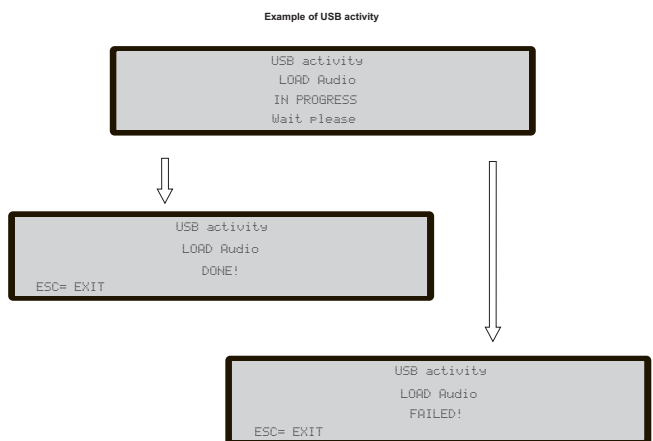 Example of USB activity
USB activity
LOAD Audio
IN PROGRESS
Wait please
USB activity
LOAD Audio
DONE!
ESC= EXIT
USB activity
LOAD Audio
FAILED!
ESC= EXIT